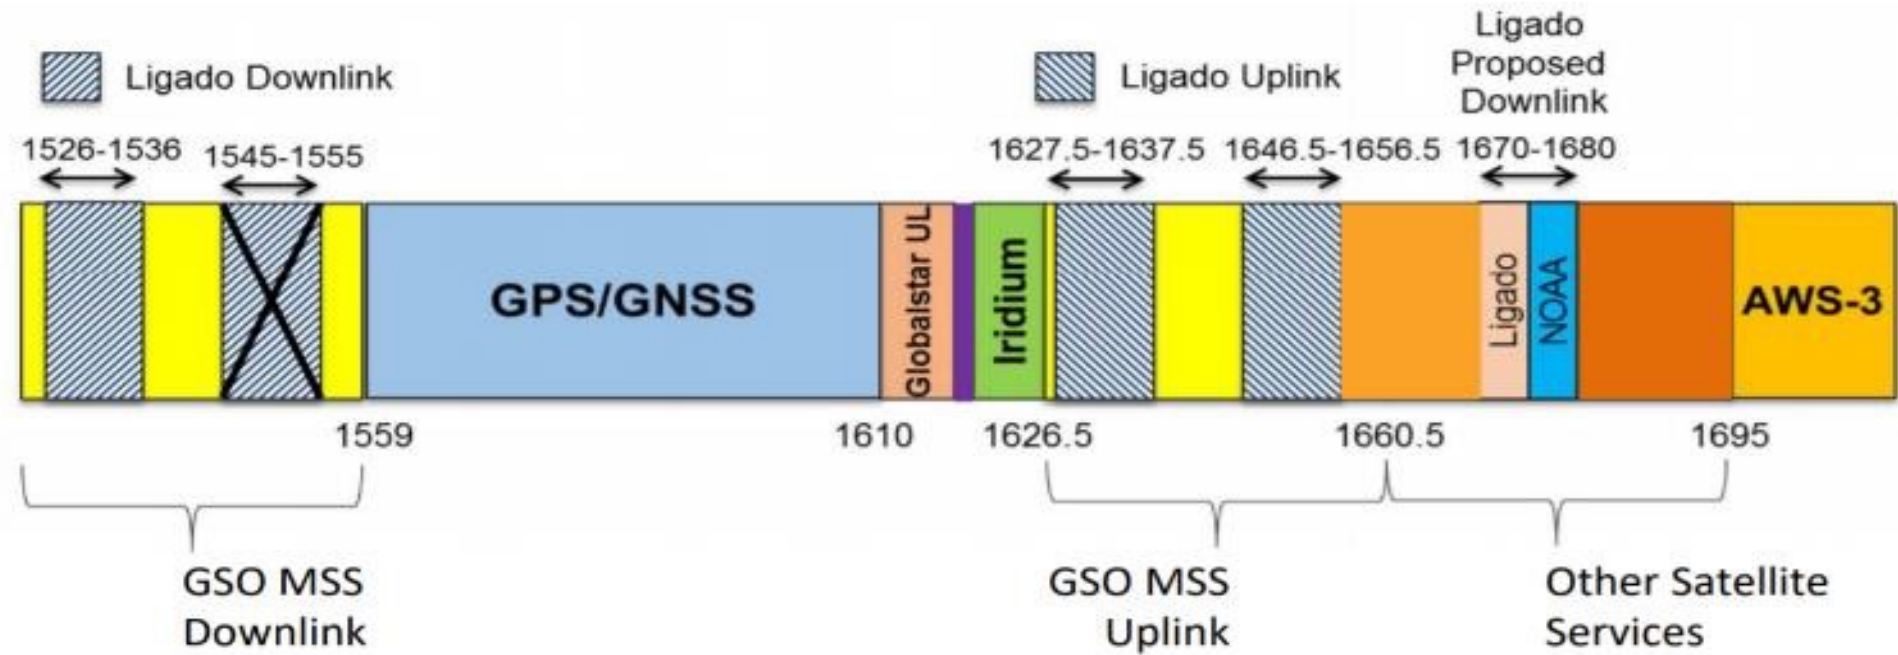 Ligado Downlink
Ligado Uplink
Ligado
Proposed
Downlink
1526-1536
1545-1555
1627.5-1637.5
1646.5-1656.5
1670-1680
GPS/GNSS
Globalstar UL
Iridium
Ligado
NOAA
AWS-3
1559
1610
1626.5
1660.5
1695
GSO MSS
Downlink
GSO MSS
Uplink
Other Satellite
Services